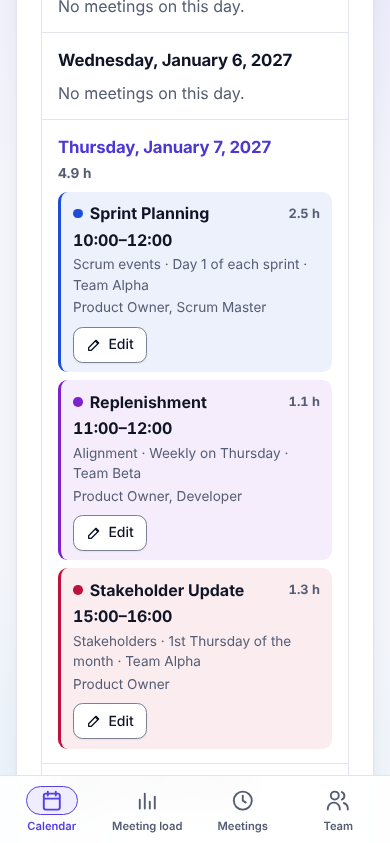 No meetings on this day.
Wednesday, January 6, 2027
No meetings on this day.
Thursday, January 7, 2027
4.9 h
Sprint Planning 2.5 h
10:00–12:00
Scrum events · Day 1 of each sprint ·
Team Alpha
Product Owner, Scrum Master
Edit
Replenishment 1.1 h
11:00–12:00
Alignment · Weekly on Thursday ·
Team Beta
Product Owner, Developer
Edit
Stakeholder Update 1.3 h
15:00–16:00
Stakeholders · 1st Thursday of the
month · Team Alpha
Product Owner
Edit
Calendar Meeting load Meetings Team